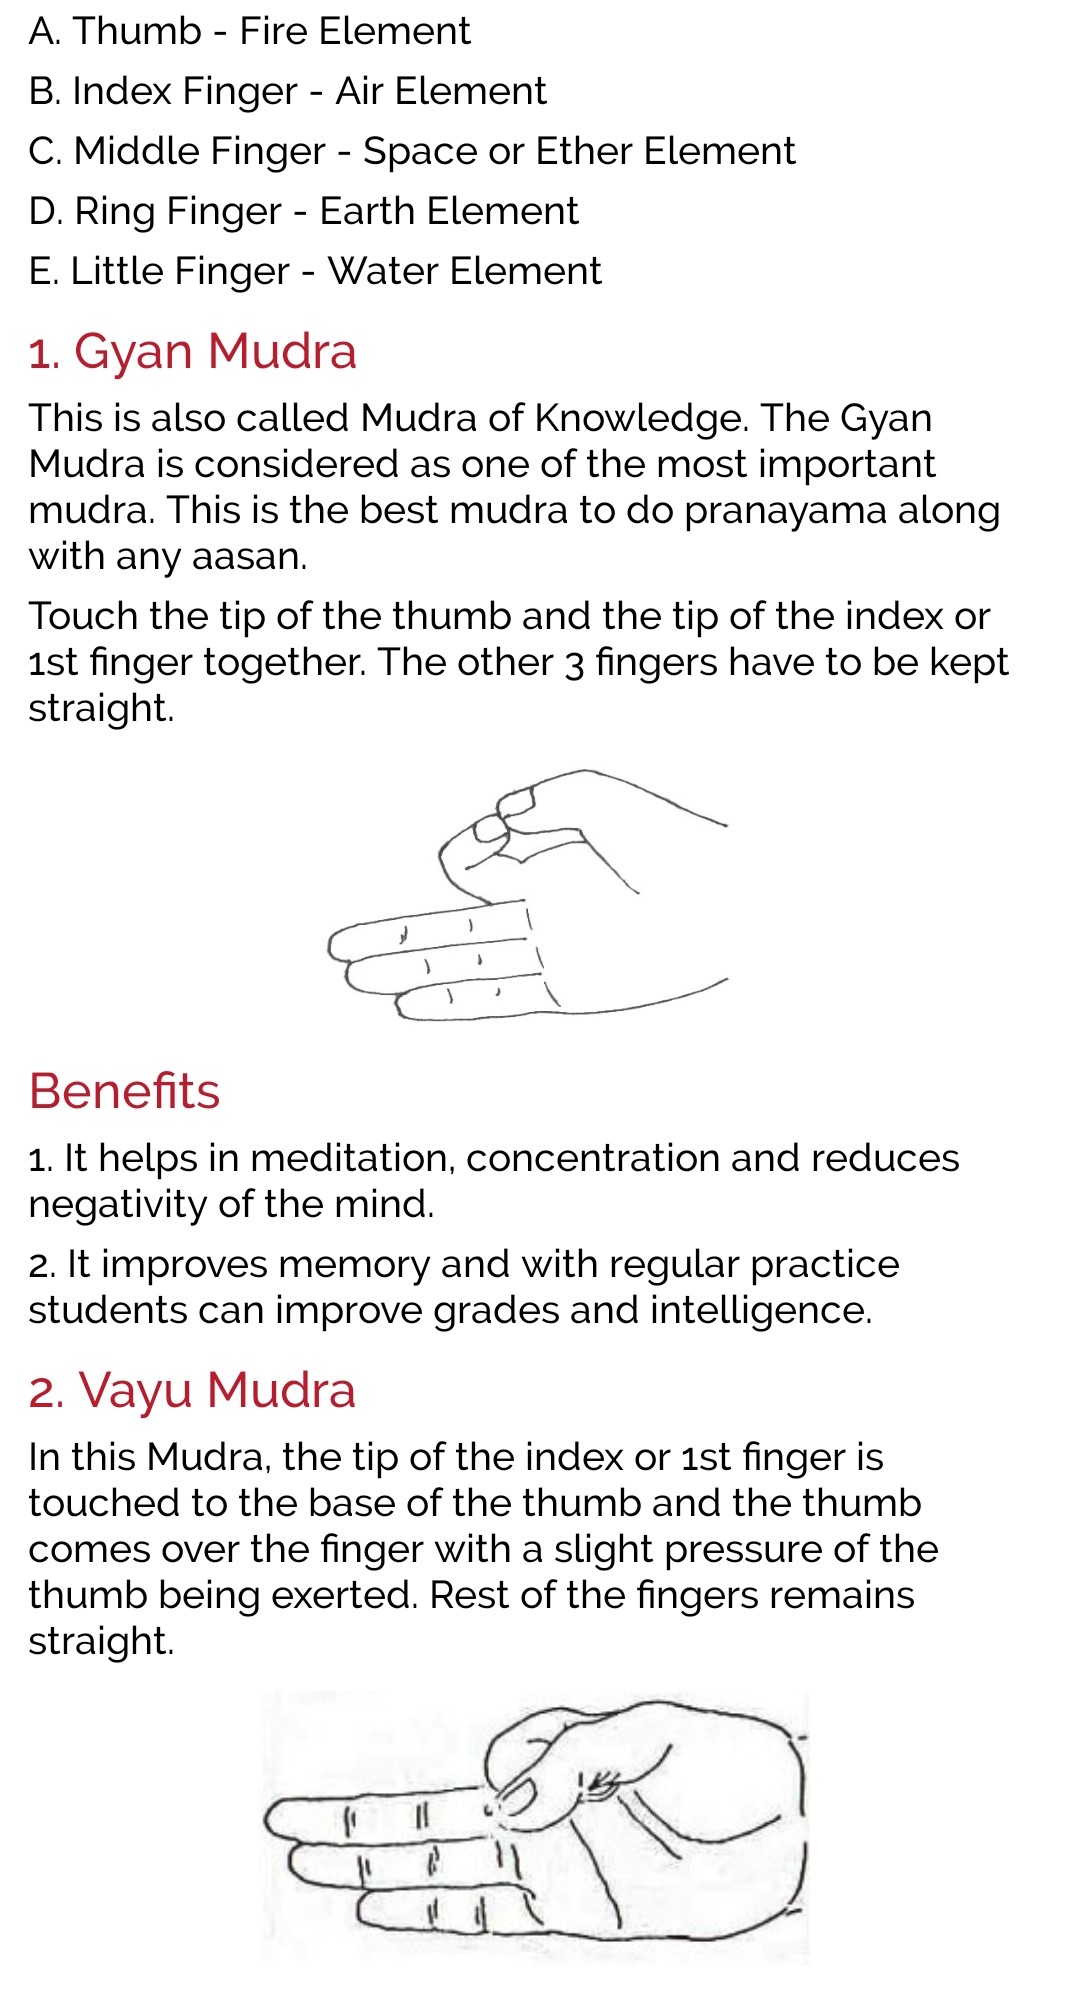 A. Thumb - Fire Element
B. Index Finger - Air Element
C. Middle Finger - Space or Ether Element
D. Ring Finger - Earth Element
E. Little Finger - Water Element
1. Gyan Mudra
This is also called Mudra of Knowledge. The Gyan
Mudra is considered as one of the most important
mudra. This is the best mudra to do pranayama along
with any aasan.
Touch the tip of the thumb and the tip of the index or
1st finger together. The other 3 fingers have to be kept
straight.
Benefits
1. It helps in meditation, concentration and reduces
negativity of the mind.
2. It improves memory and with regular practice
students can improve grades and intelligence.
2. Vayu Mudra
In this Mudra, the tip of the index or 1st finger is
touched to the base of the thumb and the thumb
comes over the finger with a slight pressure of the
thumb being exerted. Rest of the fingers remains
straight.